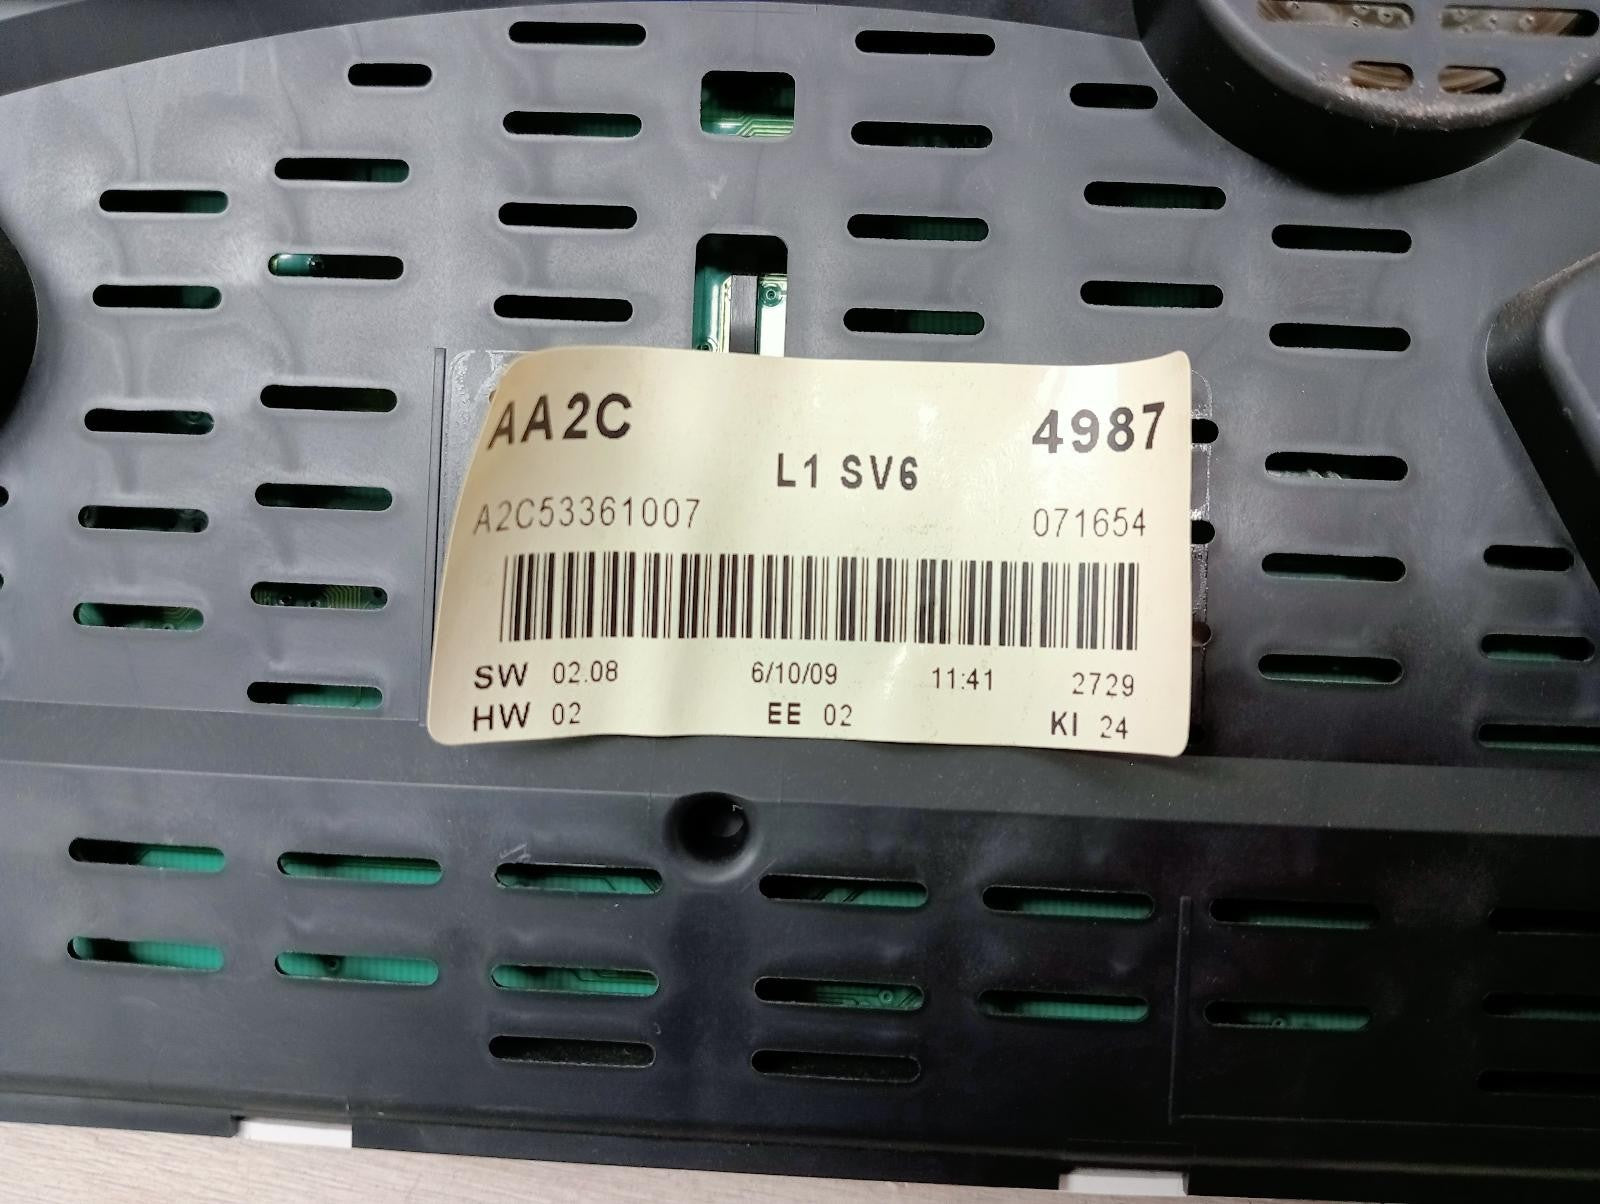 AA2C 4987
L1 SV6
A2C53361007 071654
SW 02.08 6/10/09 11:41 2729
HW 02 EE 02 KI 24